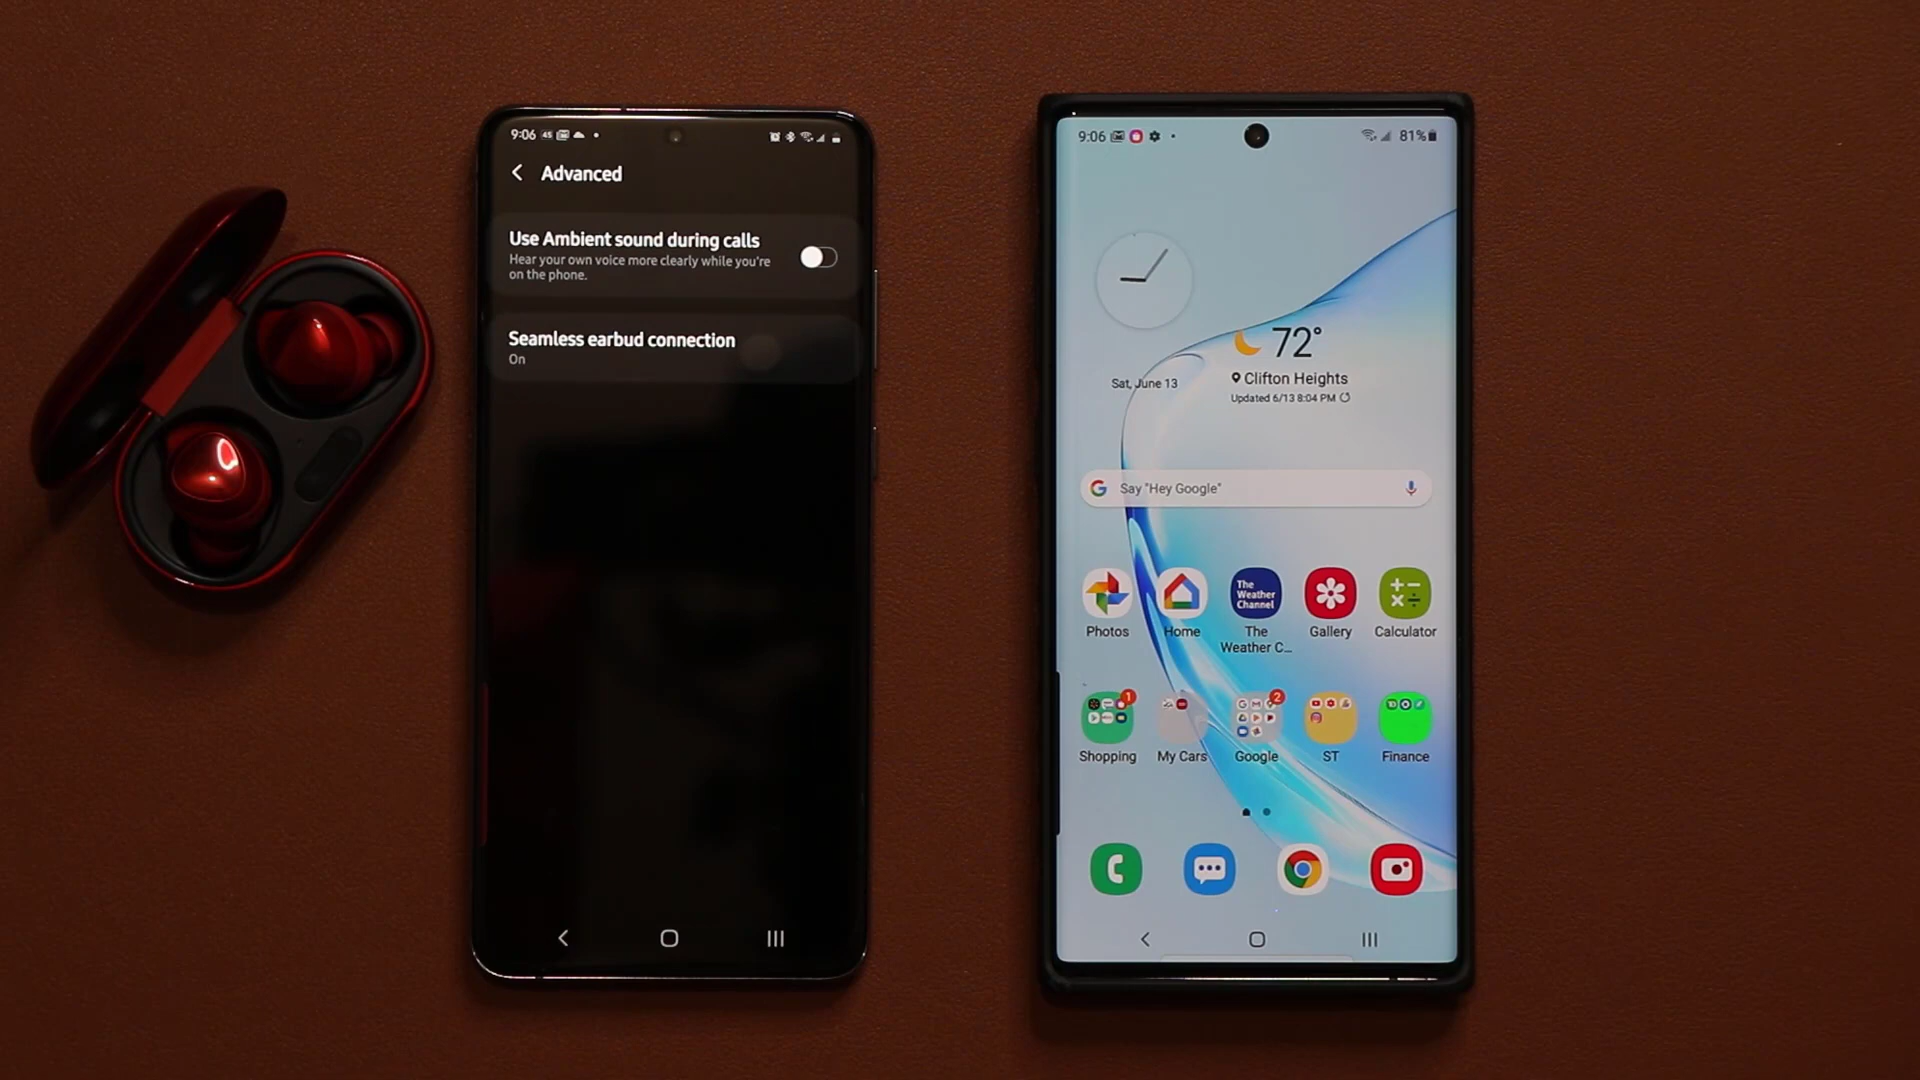 9:06 45
Advanced
Use Ambient sound during calls
Hear your own voice more clearly while you're
on the phone.
Seamless earbud connection
On
9:06
81%
72°
Clifton Heights
Updated 6/13 8:04 PM
Sat, June 13
Say "Hey Google"
The
Weather
Channel
Photos
Home
The
Weather C...
Gallery
Calculator
1
2
Shopping
My Cars
Google
ST
Finance